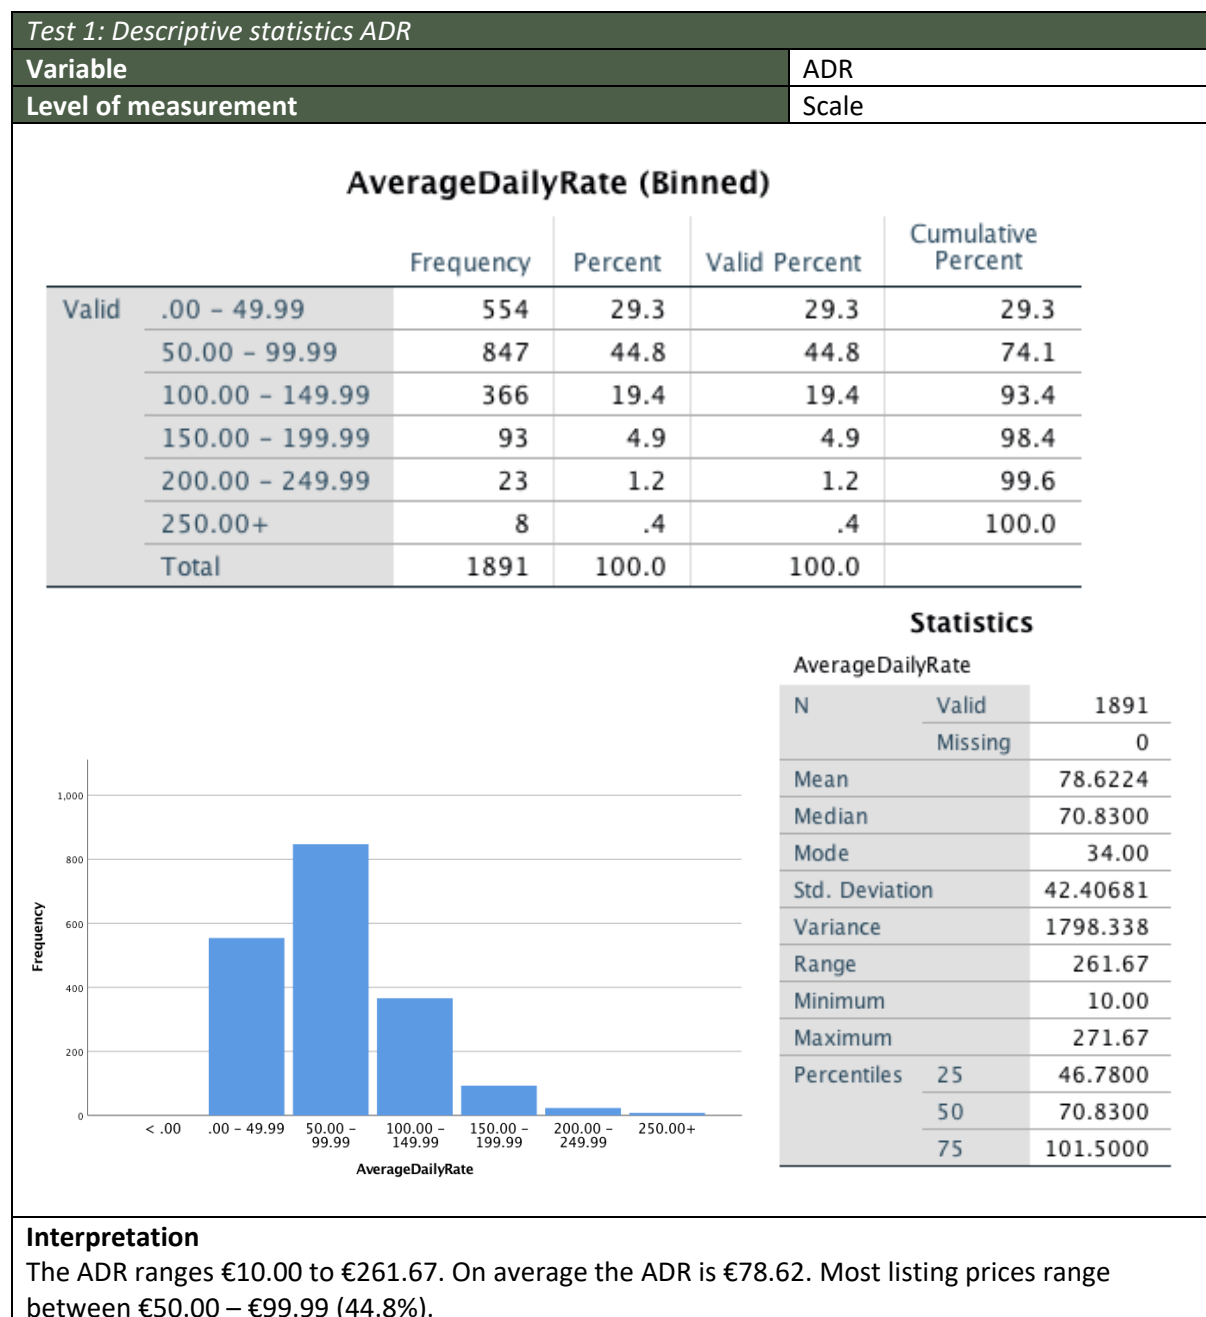 Test 1: Descriptive statistics ADR
Variable ADR
Level of measurement Scale
AverageDailyRate (Binned)
Frequency Percent Valid Percent Cumulative Percent
Valid .00 – 49.99 554 29.3 29.3 29.3
50.00 – 99.99 847 44.8 44.8 74.1
100.00 – 149.99 366 19.4 19.4 93.4
150.00 – 199.99 93 4.9 4.9 98.4
200.00 – 249.99 23 1.2 1.2 99.6
250.00+ 8 .4 .4 100.0
Total 1891 100.0 100.0
Frequency
1,000
800
600
400
200
0
< .00 .00 – 49.99 50.00 – 99.99 100.00 – 149.99 150.00 – 199.99 200.00 – 249.99 250.00+
AverageDailyRate
Statistics
AverageDailyRate
N Valid 1891
Missing 0
Mean 78.6224
Median 70.8300
Mode 34.00
Std. Deviation 42.40681
Variance 1798.338
Range 261.67
Minimum 10.00
Maximum 271.67
Percentiles 25 46.7800
50 70.8300
75 101.5000
Interpretation
The ADR ranges €10.00 to €261.67. On average the ADR is €78.62. Most listing prices range
between €50.00 – €99.99 (44.8%).